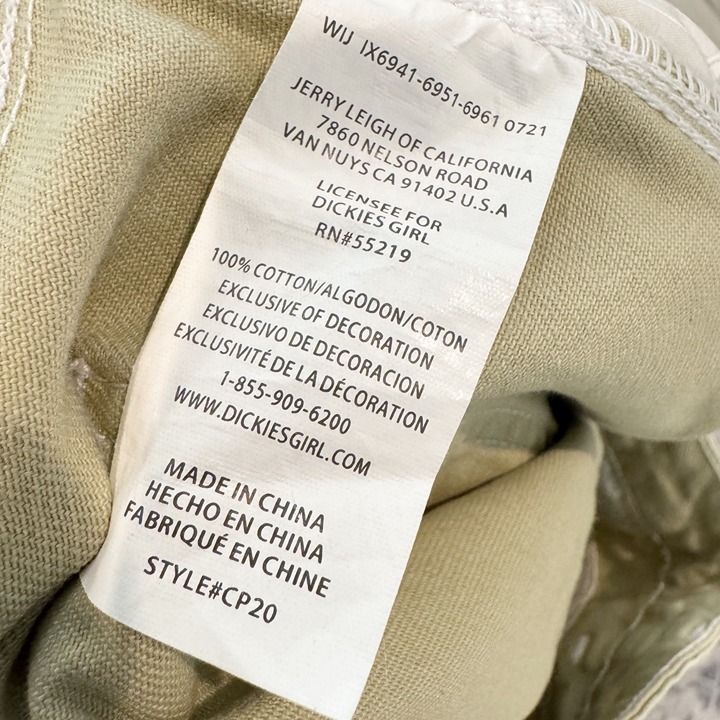 WIJ IX6941-6951-6961 0721
JERRY LEIGH OF CALIFORNIA
7860 NELSON ROAD
VAN NUYS CA 91402 U.S.A
LICENSEE FOR
DICKIES GIRL
RN#55219
100% COTTON/ALGODON/COTON
EXCLUSIVE OF DECORATION
EXCLUSIVO DE DECORACION
EXCLUSIVITÉ DE LA DÉCORATION
1-855-909-6200
WWW.DICKIESGIRL.COM
MADE IN CHINA
HECHO EN CHINA
FABRIQUÉ EN CHINE
STYLE#CP20